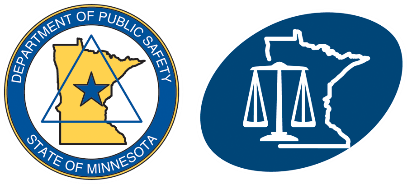 DEPARTMENT OF PUBLIC SAFETY
STATE OF MINNESOTA